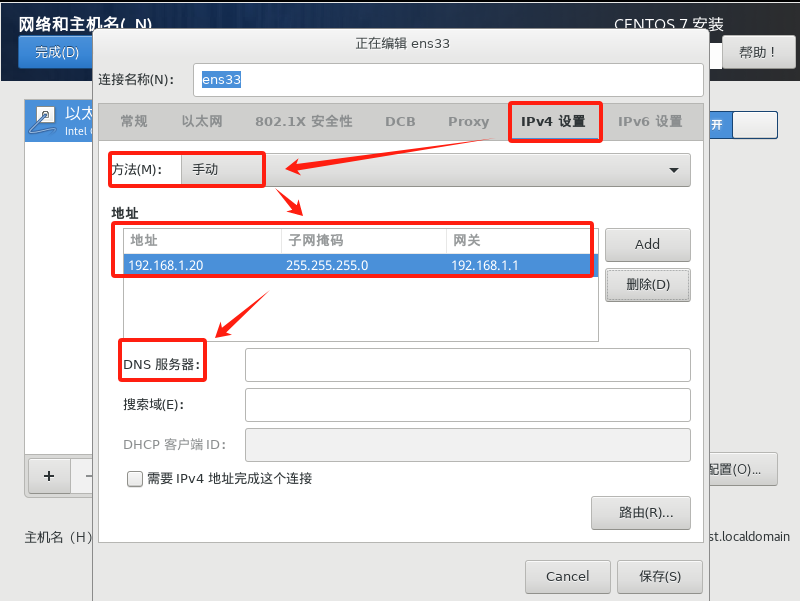 网络和主机名( N)
CENTOS 7 安装
完成(D)
帮助！
正在编辑 ens33
连接名称(N)：
ens33
常规
以太网
802.1X 安全性
DCB
Proxy
IPv4 设置
IPv6 设置
以太
Intel
开
方法(M)：
手动
地址
地址
子网掩码
网关
192.168.1.20
255.255.255.0
192.168.1.1
Add
删除(D)
DNS 服务器：
搜索域(E)：
DHCP 客户端 ID：
需要 IPv4 地址完成这个连接
路由(R)...
+
−
配置(O)...
主机名（H）
st.localdomain
Cancel
保存(S)